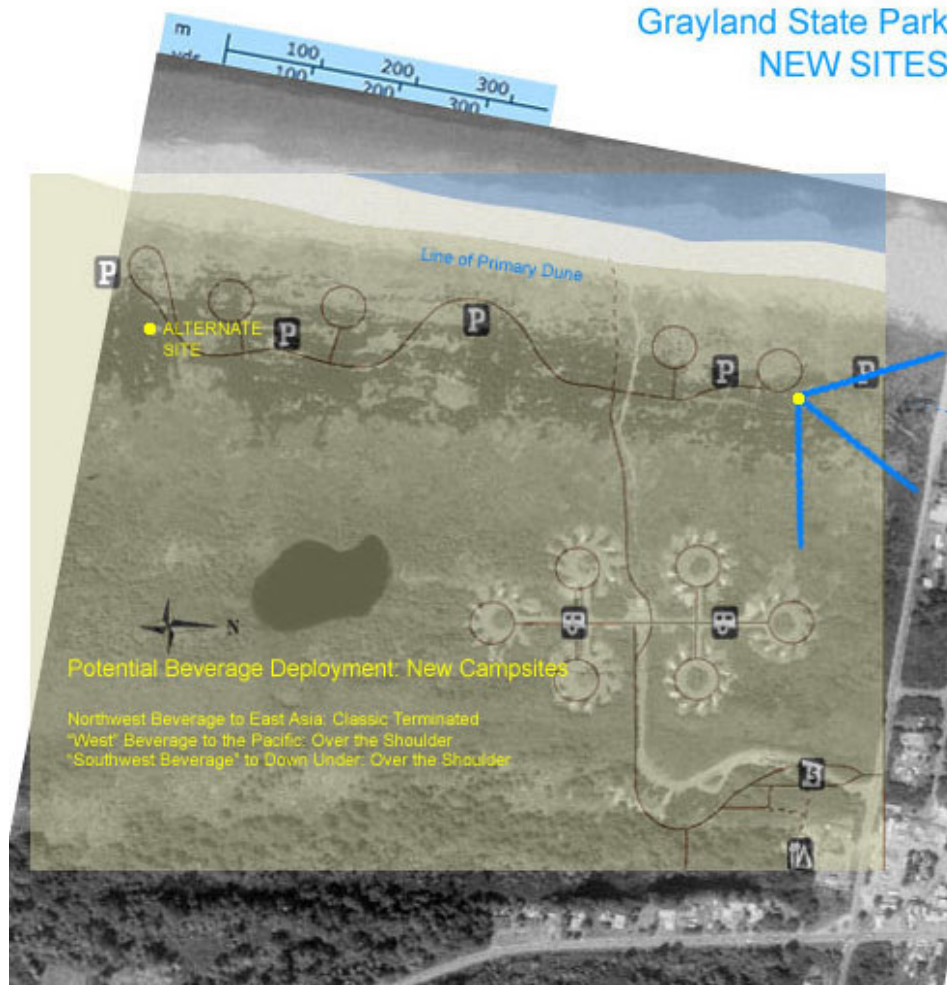 Grayland State Park
NEW SITES
m
100 200 300
yds
100 200 300
Line of Primary Dune
P
P
P
P
P
ALTERNATE
SITE
N
Potential Beverage Deployment: New Campsites
Northwest Beverage to East Asia: Classic Terminated
"West" Beverage to the Pacific: Over the Shoulder
"Southwest Beverage" to Down Under: Over the Shoulder